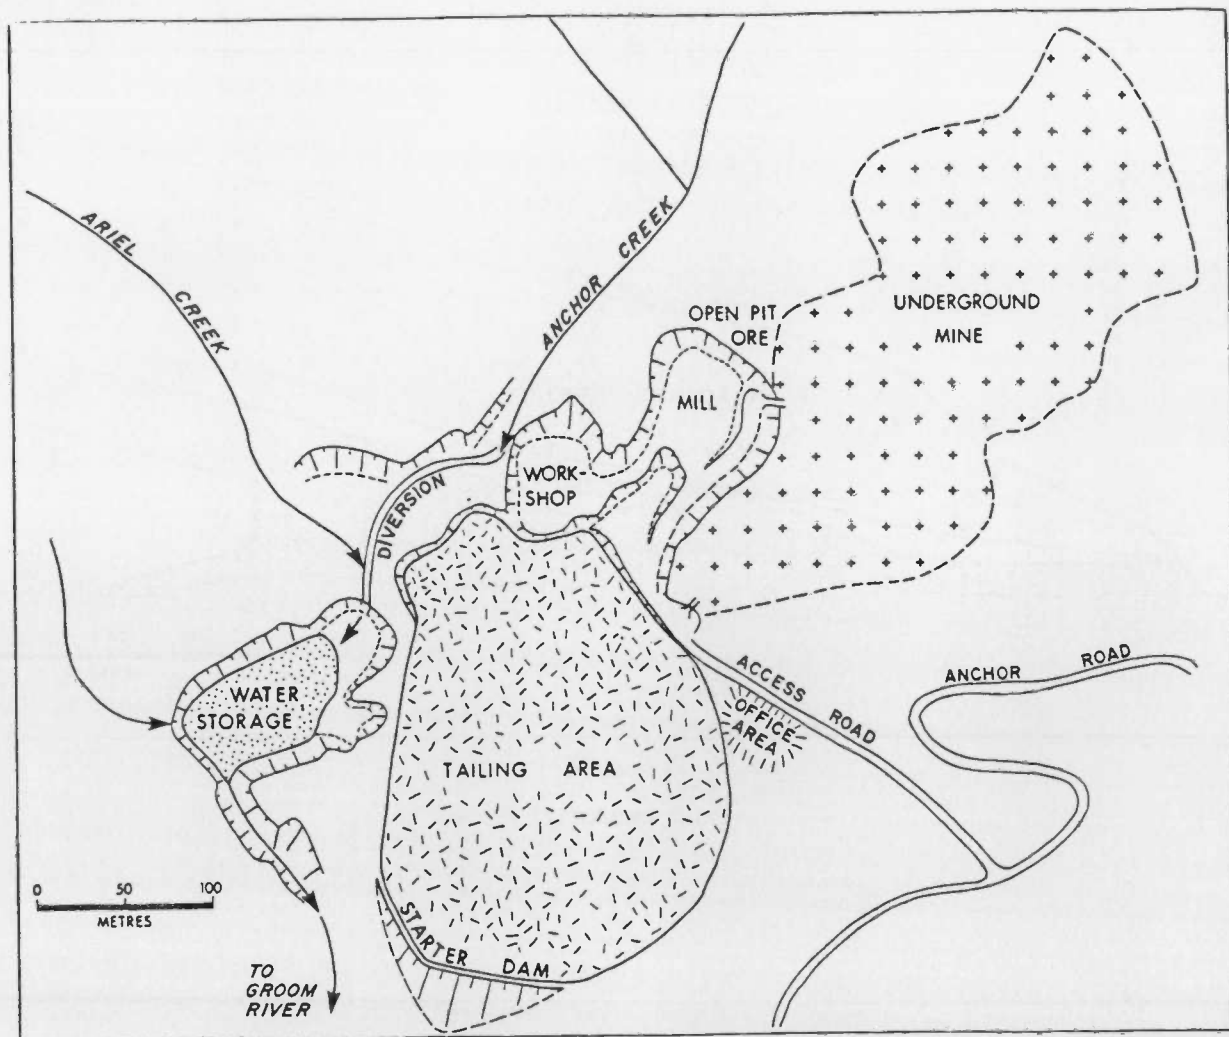 ARIEL
CREEK
ANCHOR CREEK
OPEN PIT
ORE
UNDERGROUND
MINE
MILL
WORK-
SHOP
DIVERSION
WATER
STORAGE
ACCESS ROAD
ANCHOR ROAD
OFFICE
AREA
TAILING AREA
0 50 100
METRES
STARTER DAM
TO
GROOM
RIVER